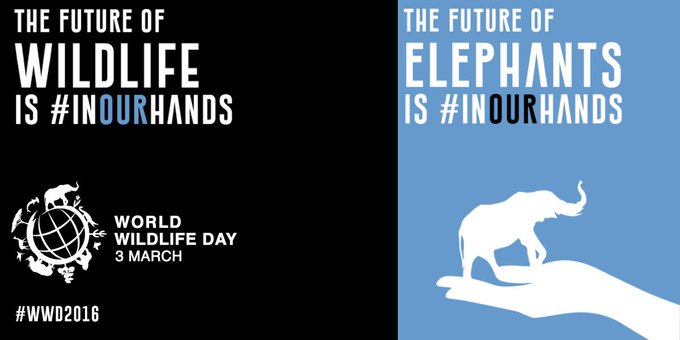 THE FUTURE OF
WILDLIFE
IS #INOURHANDS
WORLD
WILDLIFE DAY
3 MARCH
#WWD2016
THE FUTURE OF
ELEPHANTS
IS #INOURHANDS